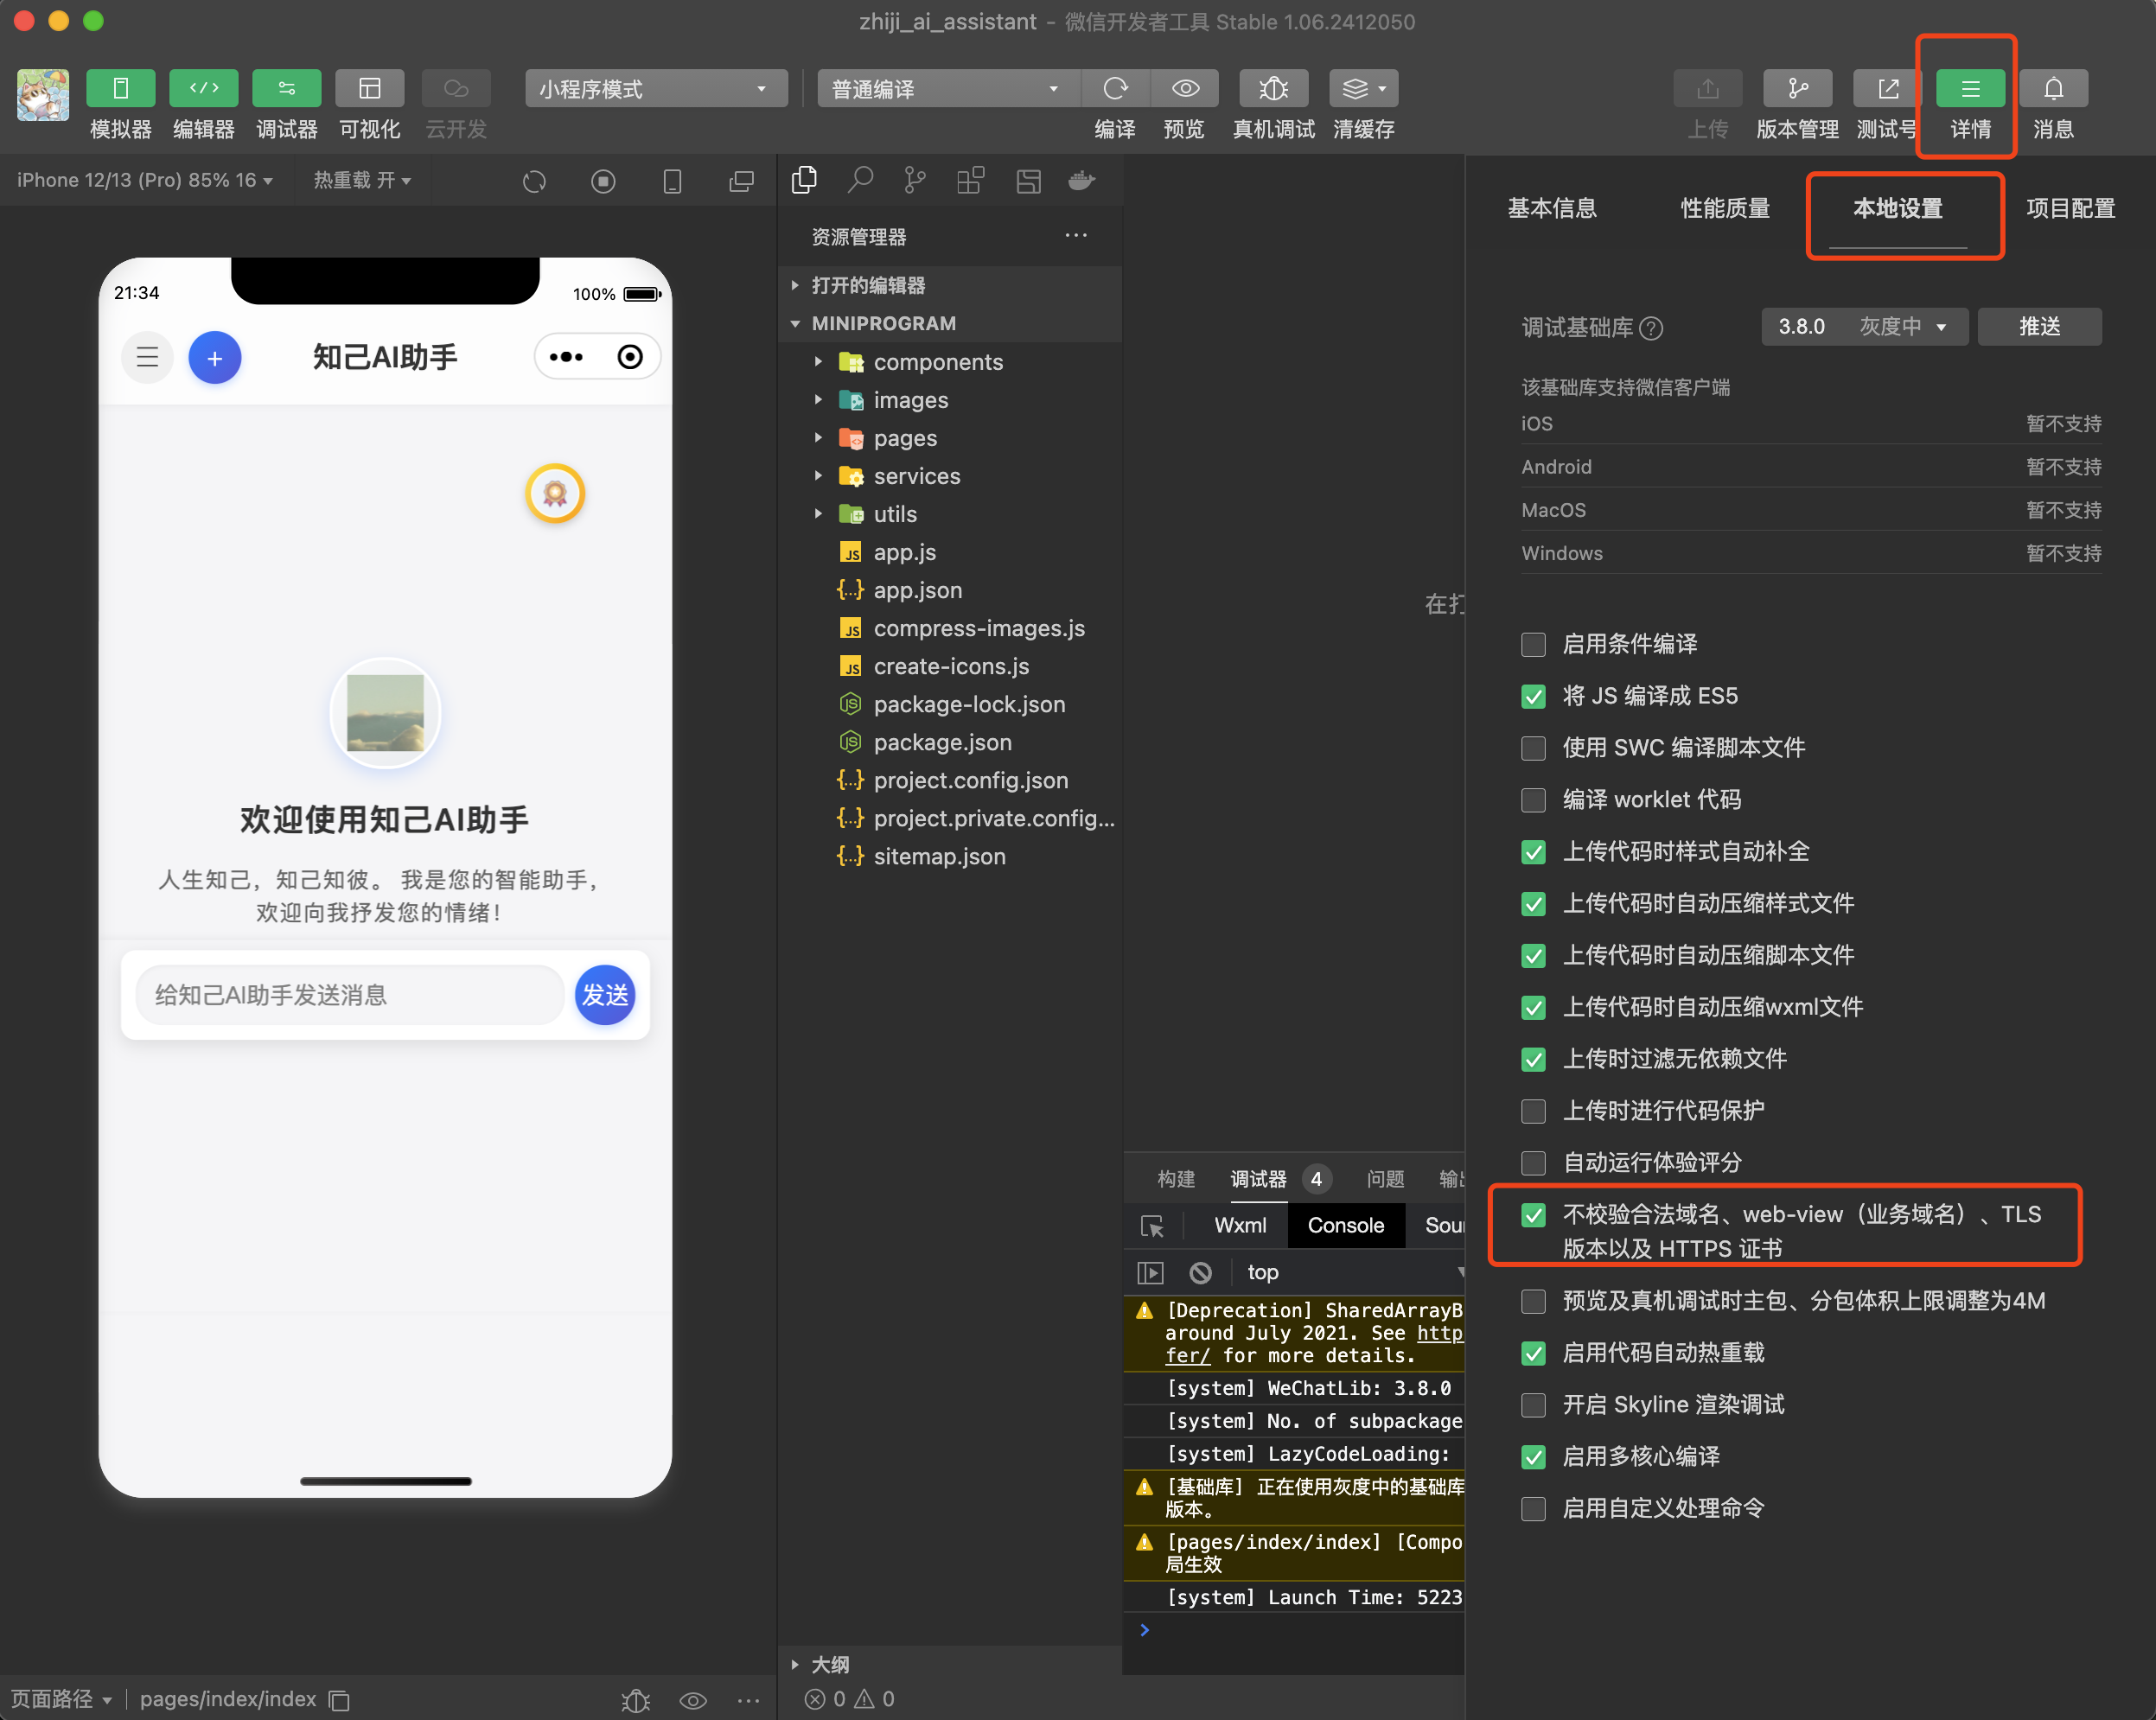 zhiji_ai_assistant – 微信开发者工具 Stable 1.06.2412050
模拟器
编辑器
调试器
可视化
云开发
小程序模式
普通编译
编译
预览
真机调试
清缓存
上传
版本管理
测试号
详情
消息
iPhone 12/13 (Pro) 85% 16
热重载 开
21:34
100%
知己AI助手
欢迎使用知己AI助手
人生知己，知己知彼。 我是您的智能助手，
欢迎向我抒发您的情绪！
给知己AI助手发送消息
发送
页面路径
pages/index/index
资源管理器
打开的编辑器
MINIPROGRAM
components
images
pages
services
utils
app.js
app.json
compress-images.js
create-icons.js
package-lock.json
package.json
project.config.json
project.private.config...
sitemap.json
大纲
0
0
在打
构建
调试器
4
问题
输出
Wxml
Console
Sour
top
[Deprecation] SharedArrayB
around July 2021. See http
fer/ for more details.
[system] WeChatLib: 3.8.0
[system] No. of subpackage
[system] LazyCodeLoading:
[基础库] 正在使用灰度中的基础库
版本。
[pages/index/index] [Compo
局生效
[system] Launch Time: 5223
基本信息
性能质量
本地设置
项目配置
调试基础库
3.8.0
灰度中
推送
该基础库支持微信客户端
iOS 暂不支持
Android 暂不支持
MacOS 暂不支持
Windows 暂不支持
启用条件编译
将 JS 编译成 ES5
使用 SWC 编译脚本文件
编译 worklet 代码
上传代码时样式自动补全
上传代码时自动压缩样式文件
上传代码时自动压缩脚本文件
上传代码时自动压缩wxml文件
上传时过滤无依赖文件
上传时进行代码保护
自动运行体验评分
不校验合法域名、web-view（业务域名）、TLS
版本以及 HTTPS 证书
预览及真机调试时主包、分包体积上限调整为4M
启用代码自动热重载
开启 Skyline 渲染调试
启用多核心编译
启用自定义处理命令